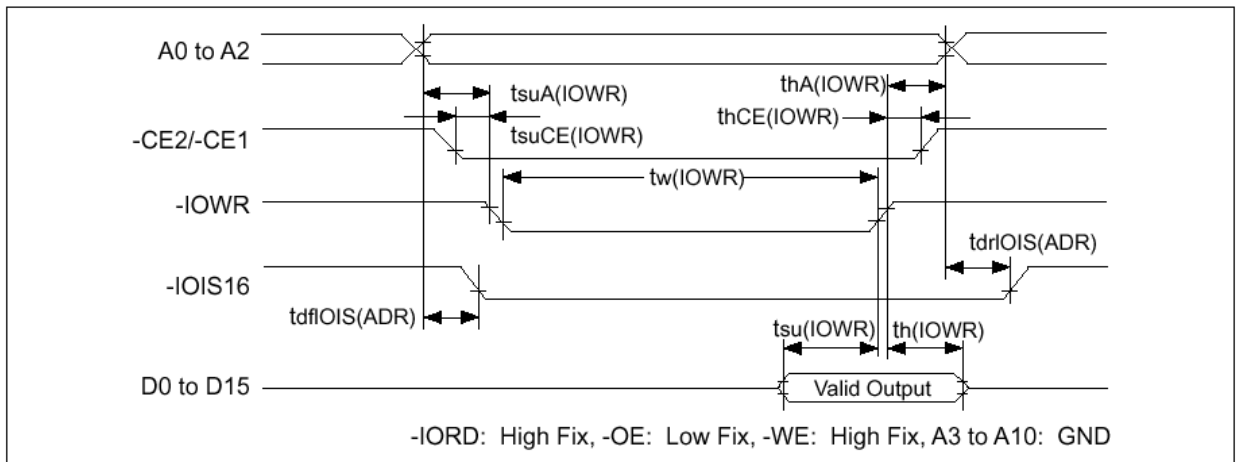 A0 to A2
tsuA(IOWR)
thA(IOWR)
tsuCE(IOWR)
thCE(IOWR)
-CE2/-CE1
tw(IOWR)
-IOWR
tdrIOIS(ADR)
-IOIS16
tdfIOIS(ADR)
tsu(IOWR)
th(IOWR)
D0 to D15
Valid Output
-IORD: High Fix, -OE: Low Fix, -WE: High Fix, A3 to A10: GND